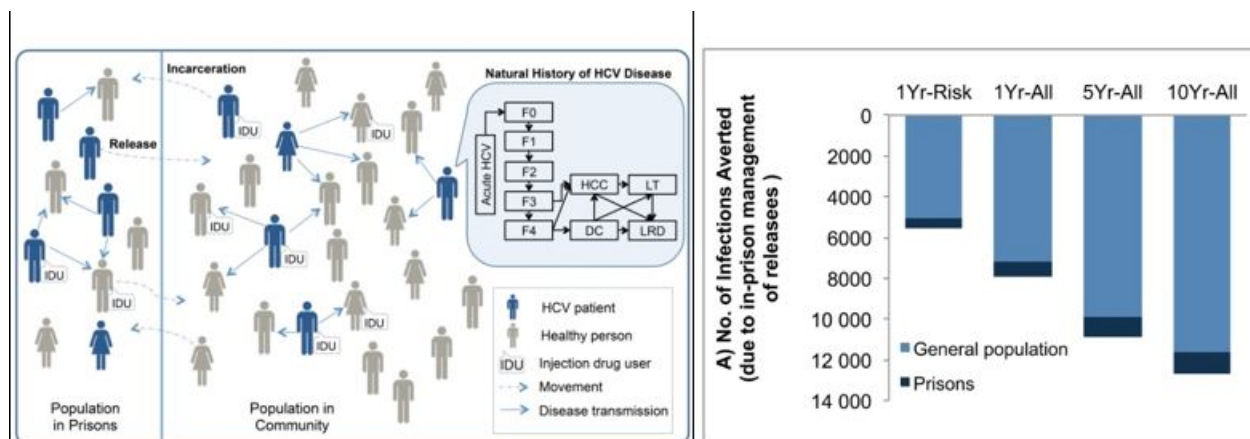 Incarceration
IDU
Release
IDU
IDU
IDU
IDU
IDU
IDU
IDU
Population
in Prisons
Population in
Community
Natural History of HCV Disease
Acute HCV
F0
F1
F2
F3
F4
HCC
LT
DC
LRD
HCV patient
Healthy person
IDU Injection drug user
Movement
Disease transmission
A) No. of Infections Averted
(due to in-prison management
of releasees )
1Yr-Risk 1Yr-All 5Yr-All 10Yr-All
0
2000
4000
6000
8000
10 000
12 000
14 000
General population
Prisons